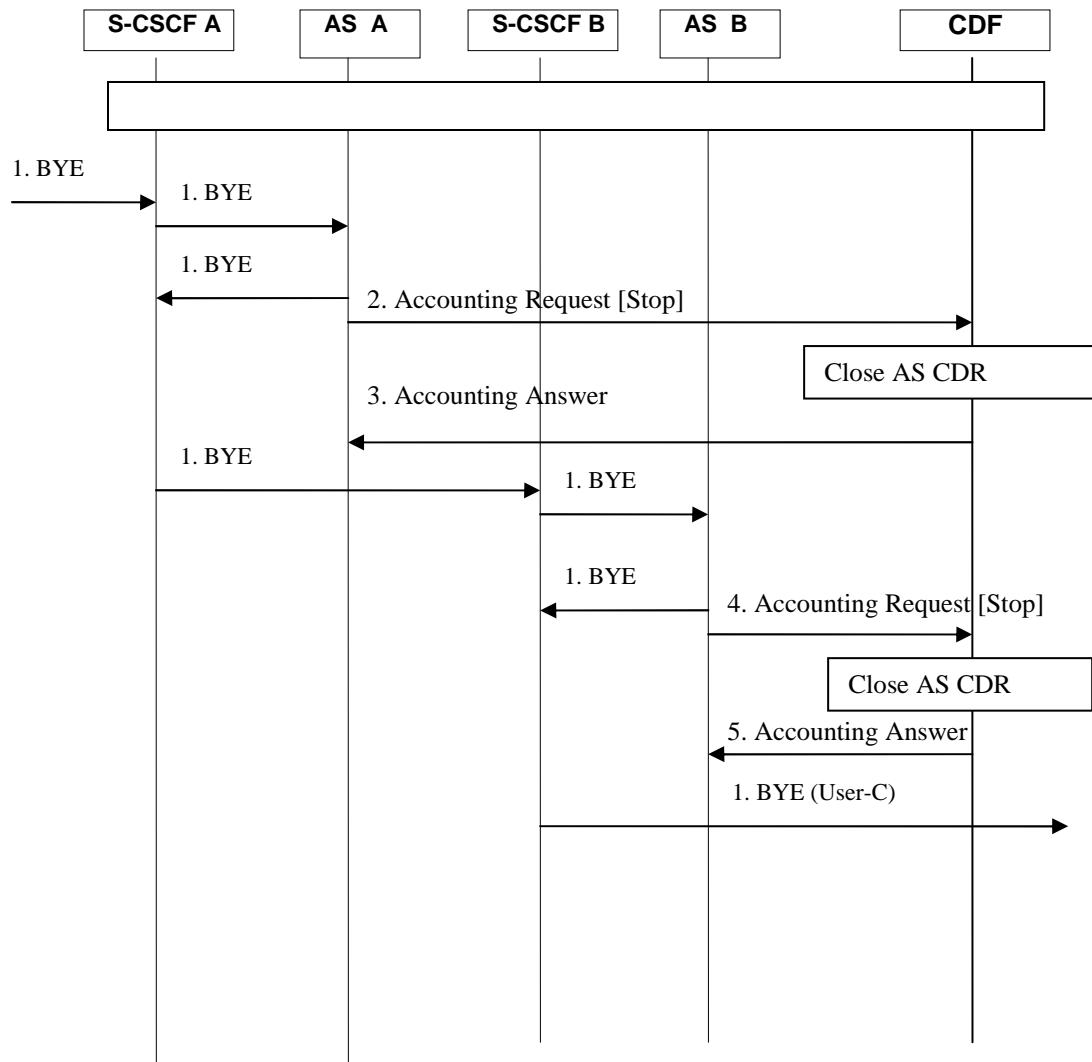 S-CSCF A
AS A
S-CSCF B
AS B
CDF
1. BYE
1. BYE
1. BYE
2. Accounting Request [Stop]
Close AS CDR
3. Accounting Answer
1. BYE
1. BYE
1. BYE
4. Accounting Request [Stop]
Close AS CDR
5. Accounting Answer
1. BYE (User-C)